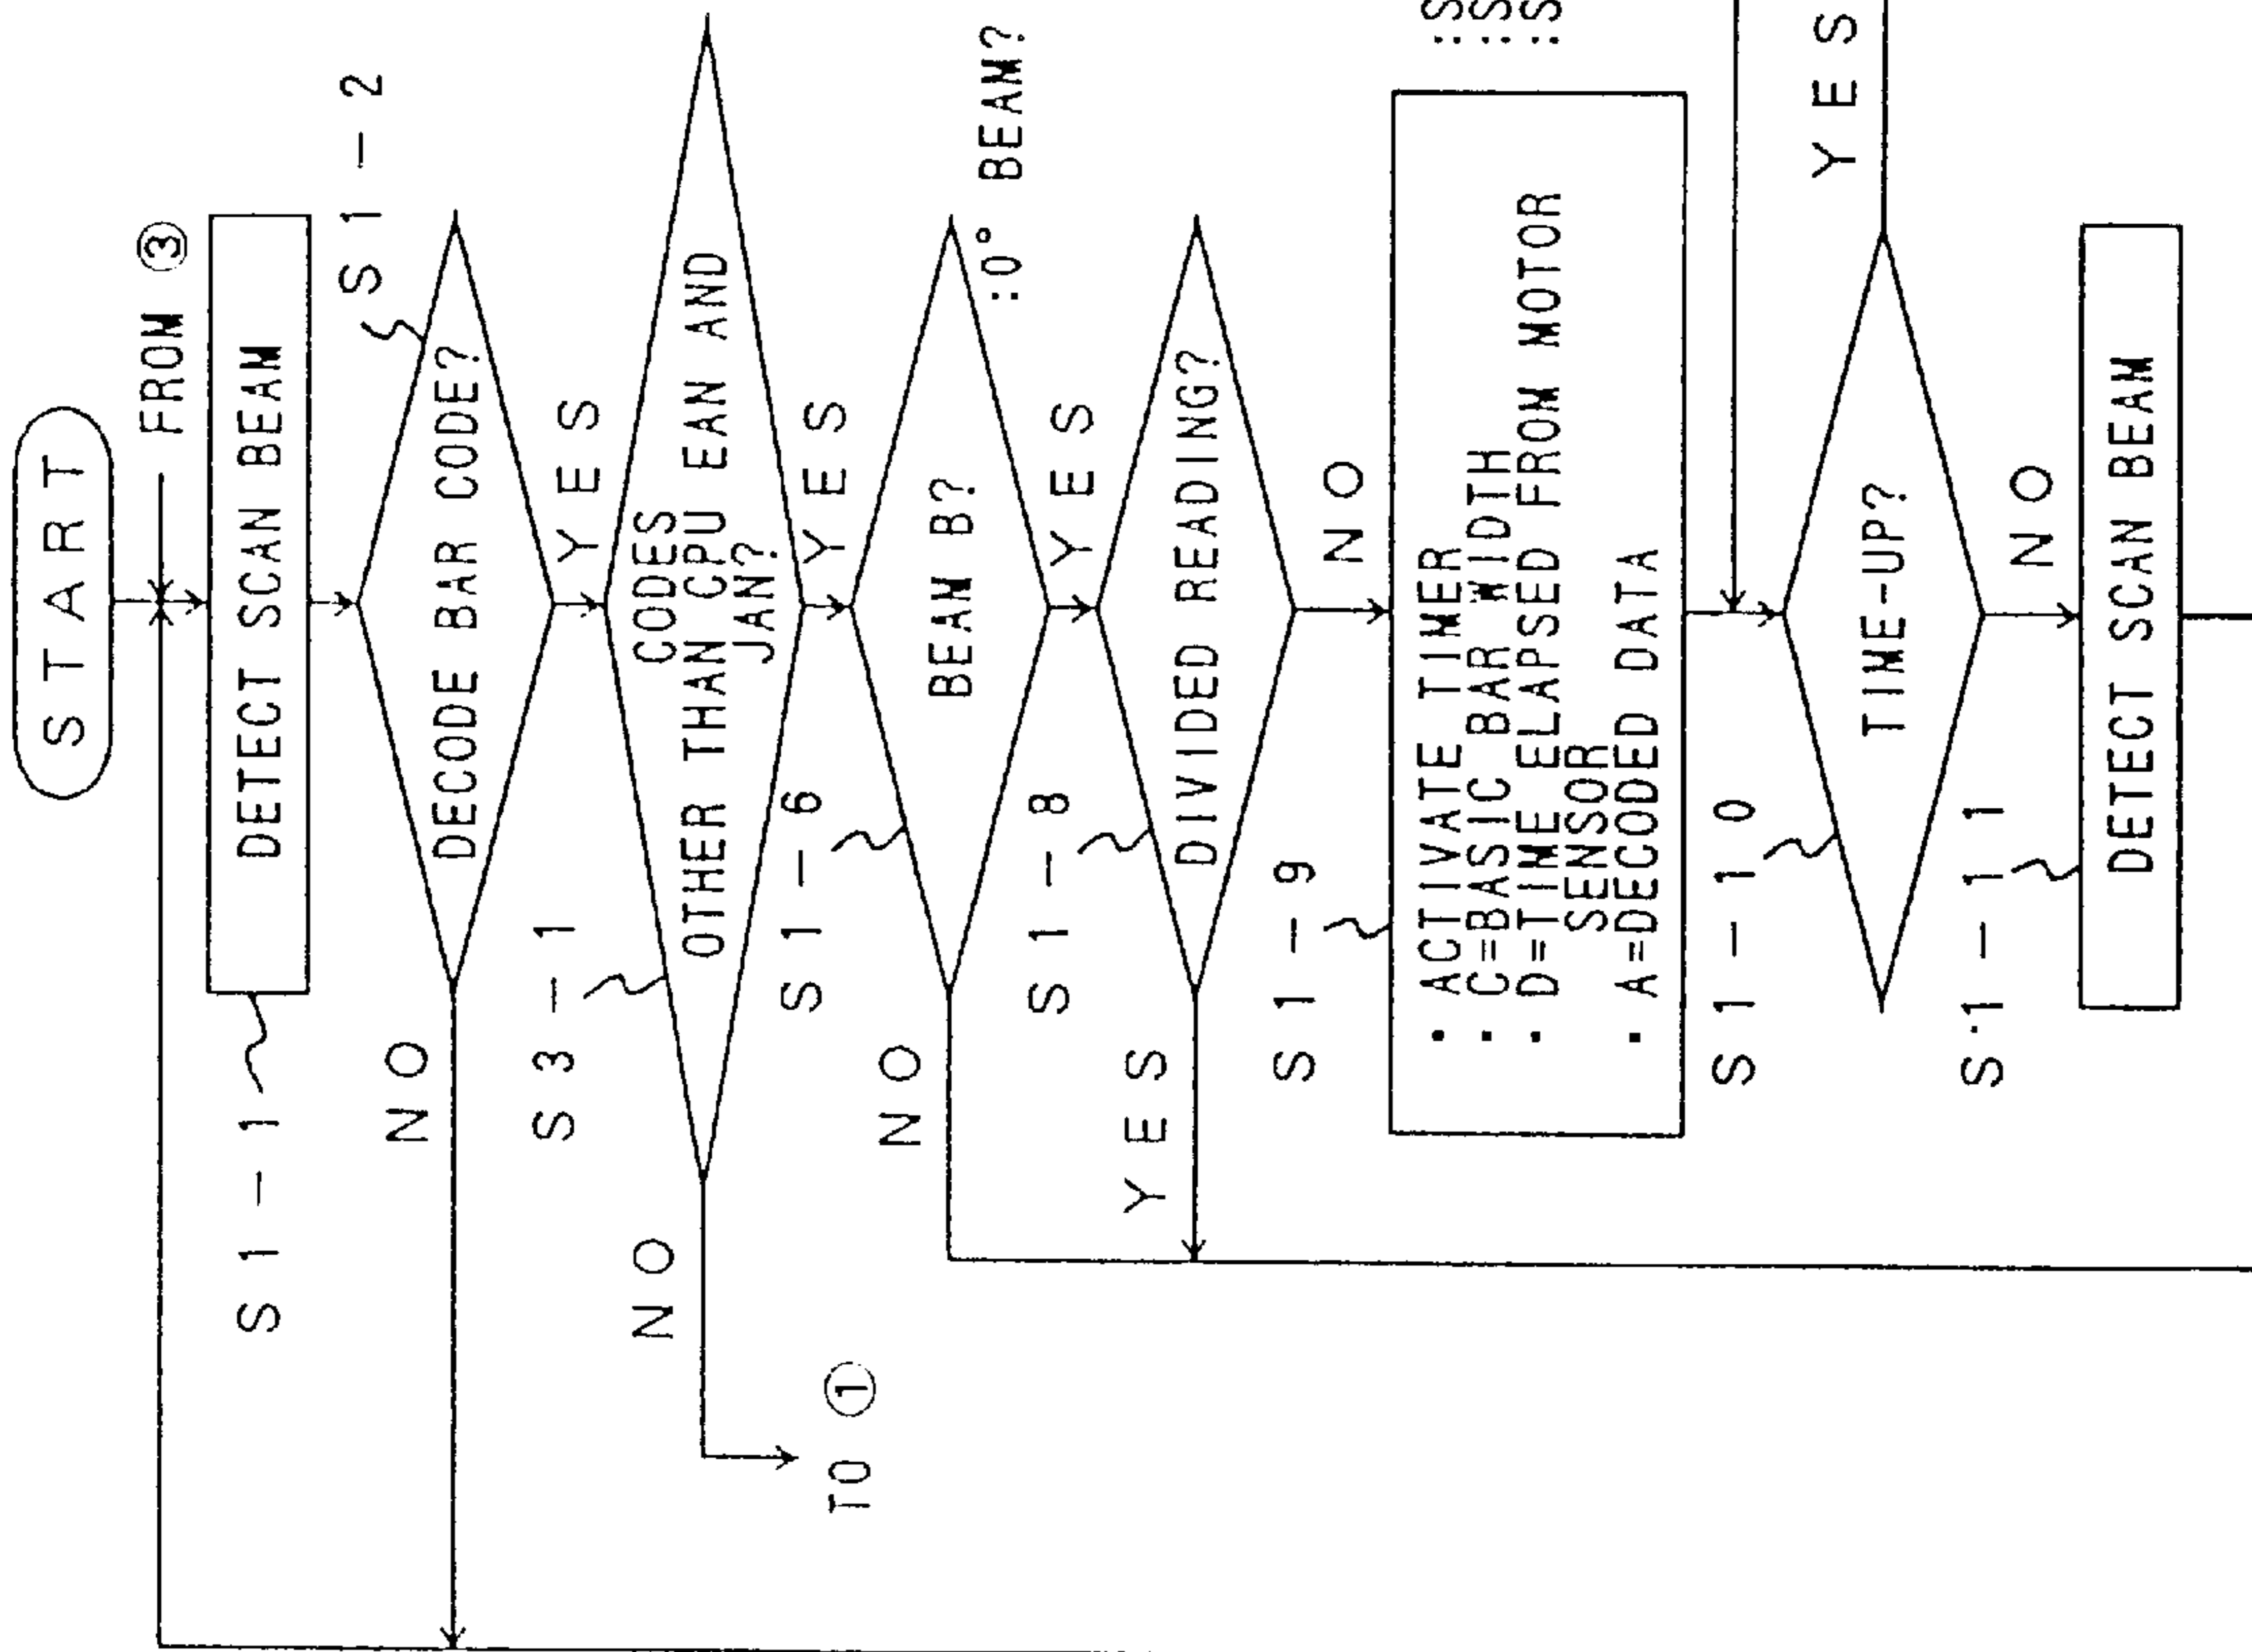 START
FROM ③
S1-1
DETECT SCAN BEAM
S1-2
DECODE BAR CODE?
NO
YES
S3-1
CODES
OTHER THAN CPU EAN AND
JAN?
NO
YES
TO ①
S1-6
BEAM B?
:0° BEAM?
NO
YES
S1-8
DIVIDED READING?
YES
NO
S1-9
· ACTIVATE TIMER :S
· C=BASIC BAR WIDTH :S
· D=TIME ELAPSED FROM MOTOR :S
SENSOR
· A=DECODED DATA
S1-10
TIME-UP?
YES
NO
S1-11
DETECT SCAN BEAM